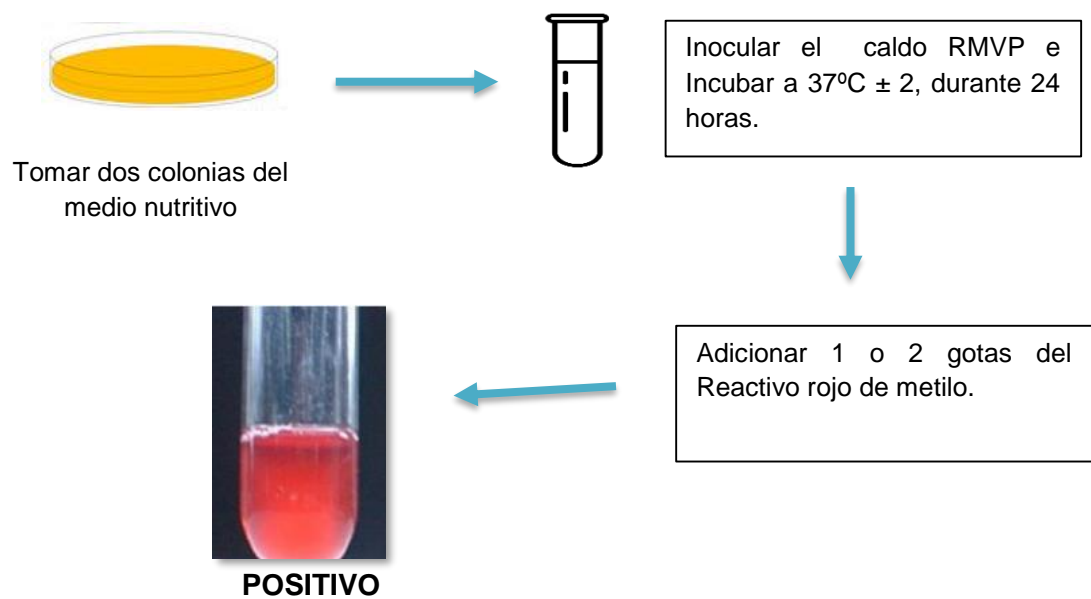 Tomar dos colonias del
medio nutritivo
Inocular el caldo RMVP e
Incubar a 37ºC ± 2, durante 24
horas.
Adicionar 1 o 2 gotas del
Reactivo rojo de metilo.
POSITIVO